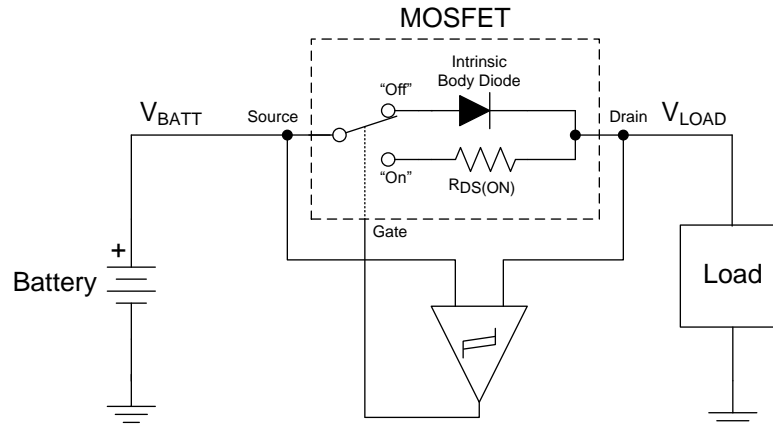 MOSFET
Intrinsic
Body Diode
“Off”
VBATT
Source
Drain
VLOAD
“On”
RDS(ON)
Gate
+
Battery
Load